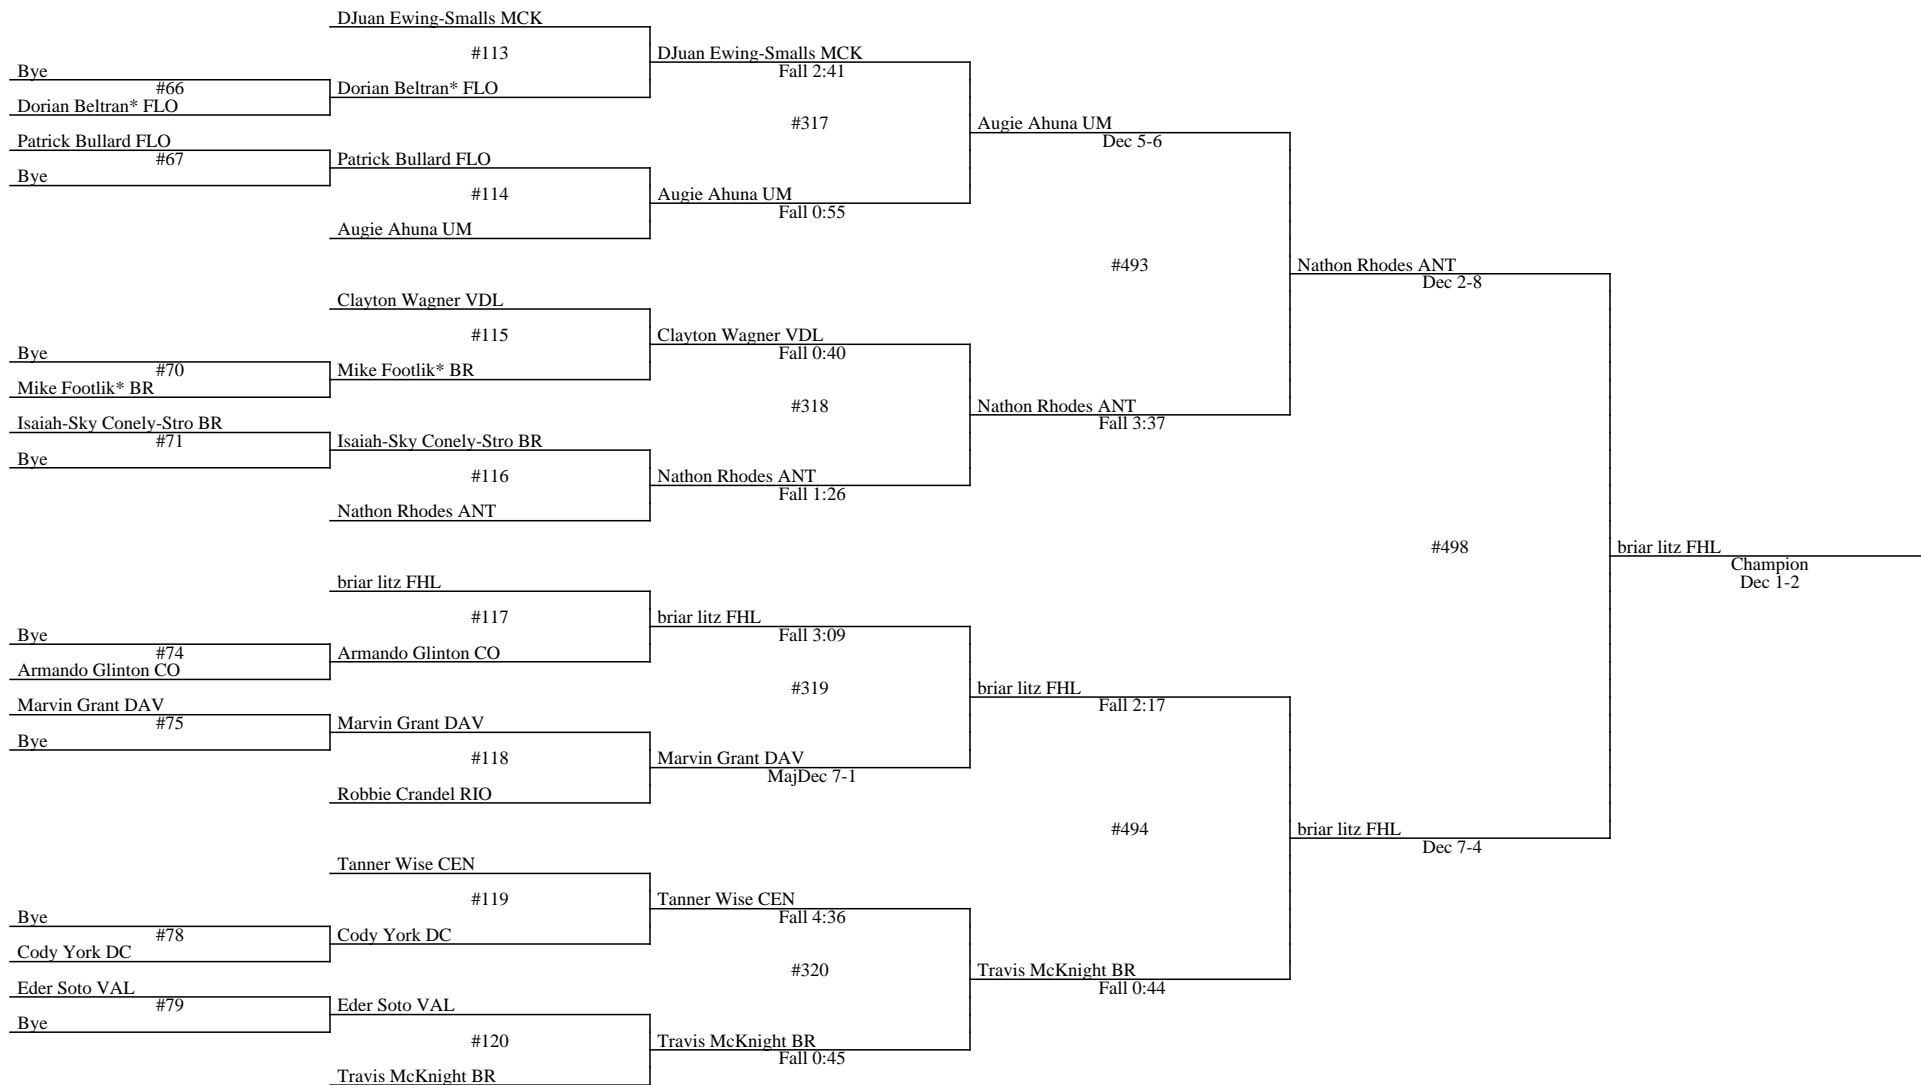 DJuan Ewing-Smalls MCK
#113
DJuan Ewing-Smalls MCK
Fall 2:41
Bye
#66
Dorian Beltran* FLO
Dorian Beltran* FLO
#317
Augie Ahuna UM
Dec 5-6
Patrick Bullard FLO
#67
Patrick Bullard FLO
Bye
#114
Augie Ahuna UM
Fall 0:55
Augie Ahuna UM
#493
Nathon Rhodes ANT
Dec 2-8
Clayton Wagner VDL
#115
Clayton Wagner VDL
Fall 0:40
Bye
#70
Mike Footlik* BR
Mike Footlik* BR
#318
Nathon Rhodes ANT
Fall 3:37
Isaiah-Sky Conely-Stro BR
#71
Isaiah-Sky Conely-Stro BR
Bye
#116
Nathon Rhodes ANT
Fall 1:26
Nathon Rhodes ANT
#498
briar litz FHL
Champion
Dec 1-2
briar litz FHL
#117
briar litz FHL
Fall 3:09
Bye
#74
Armando Glinton CO
Armando Glinton CO
#319
briar litz FHL
Fall 2:17
Marvin Grant DAV
#75
Marvin Grant DAV
Bye
#118
Marvin Grant DAV
MajDec 7-1
Robbie Crandel RIO
#494
briar litz FHL
Dec 7-4
Tanner Wise CEN
#119
Tanner Wise CEN
Fall 4:36
Bye
#78
Cody York DC
Cody York DC
#320
Travis McKnight BR
Fall 0:44
Eder Soto VAL
#79
Eder Soto VAL
Bye
#120
Travis McKnight BR
Fall 0:45
Travis McKnight BR